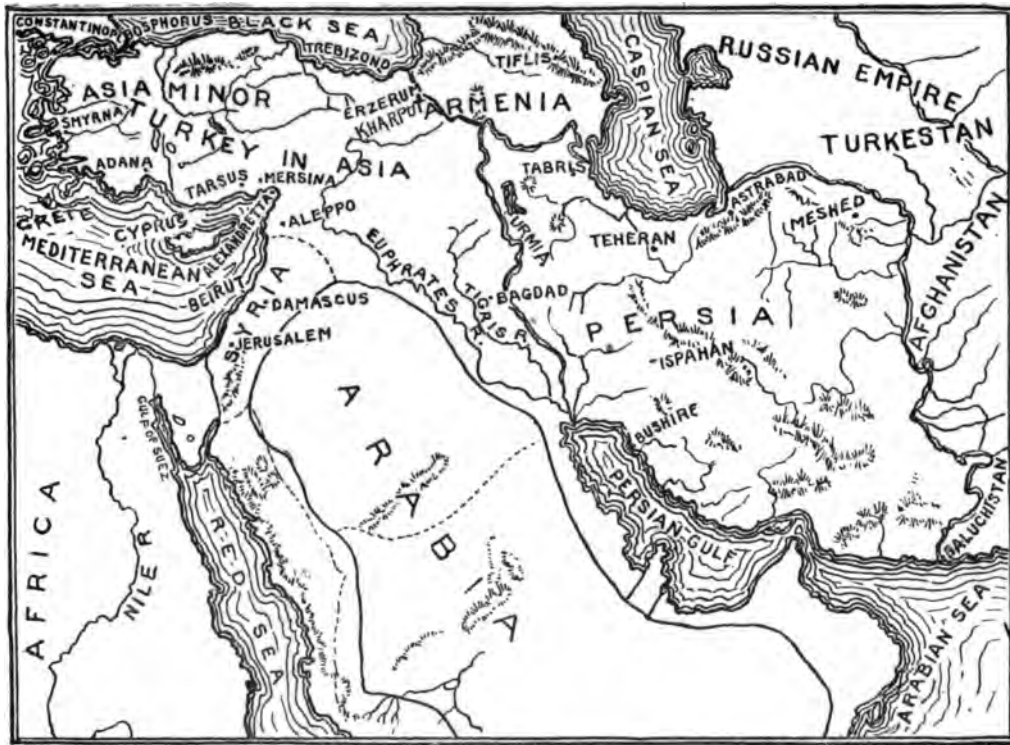 CONSTANTINOPLE
BOSPHORUS
BLACK SEA
TREBIZOND
TIFLIS
CASPIAN SEA
RUSSIAN EMPIRE
TURKESTAN
ASIA MINOR
SMYRNA
TURKEY
IN
ASIA
ERZERUM
KHARPUT
ARMENIA
ADANA
TARSUS
MERSINA
TABRIS
URMIA
ASTRABAD
MESHED
TEHERAN
AFGHANISTAN
CRETE
CYPRUS
ALEXANDRETTA
ALEPPO
MEDITERRANEAN
SEA
BEIRUT
SYRIA
DAMASCUS
JERUSALEM
EUPHRATES R.
TIGRIS R.
BAGDAD
PERSIA
ISPAHAN
BUSHIRE
GULF OF SUEZ
AFRICA
NILE R
RED SEA
ARABA
PERSIAN GULF
BALUCHISTAN
ARABIAN SEA